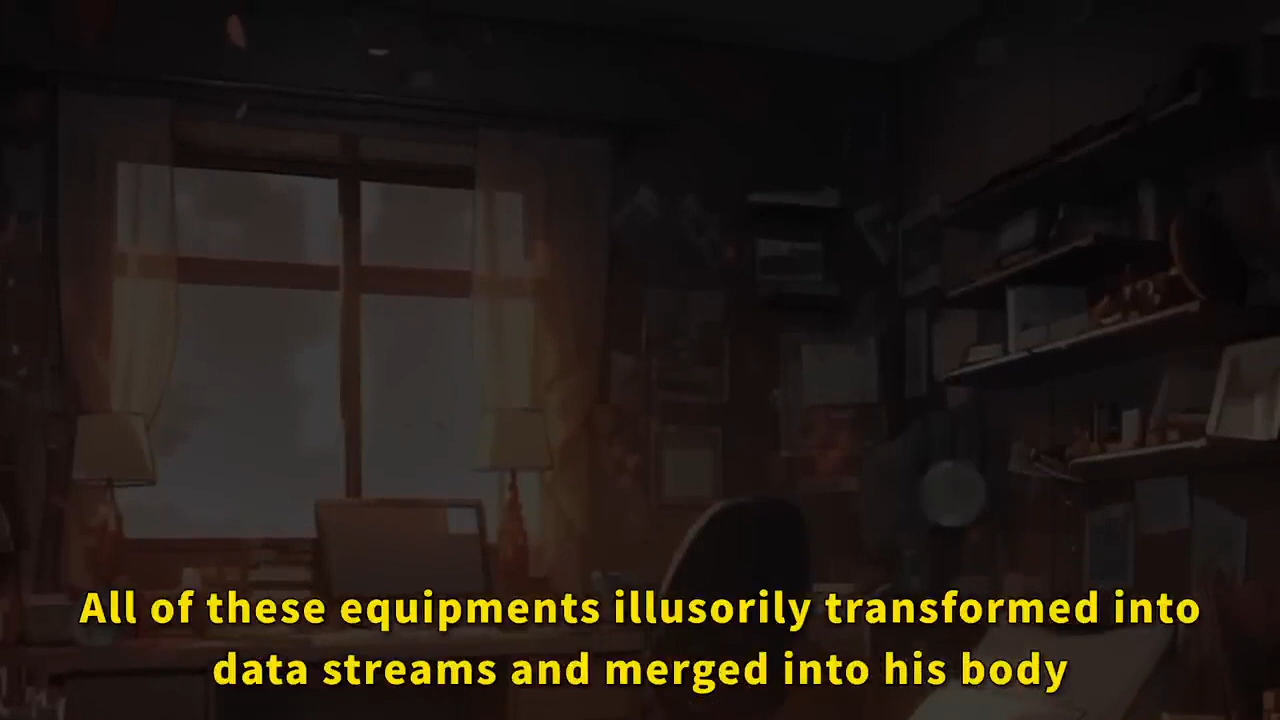 All of these equipments illusorily transformed into
data streams and merged into his body